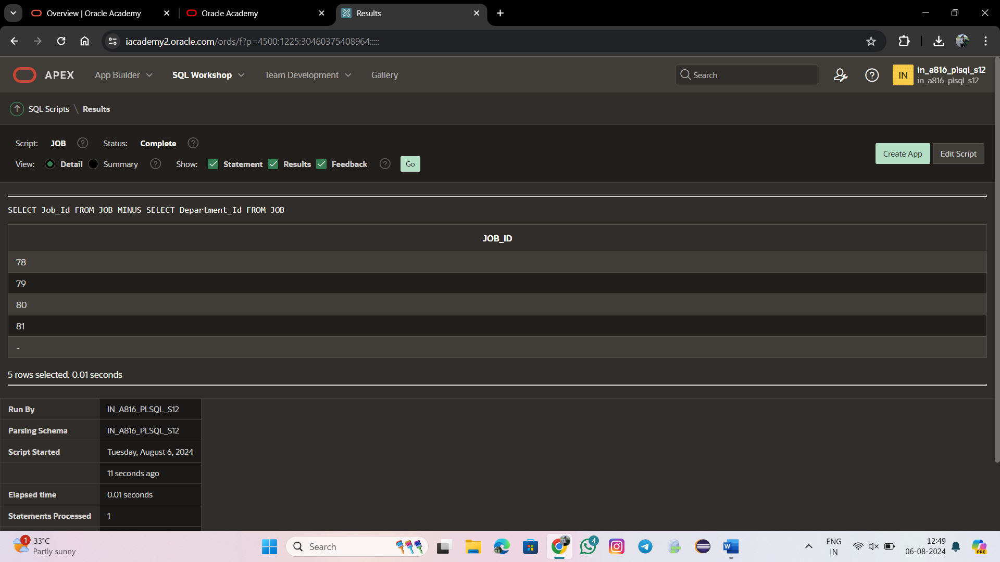 Overview | Oracle Academy
Oracle Academy
Results
iacademy2.oracle.com/ords/f?p=4500:1225:30460375408964:::::
APEX
App Builder
SQL Workshop
Team Development
Gallery
Search
IN
in_a816_plsql_s12
in_a816_plsql_s12
SQL Scripts \ Results
Script: JOB Status: Complete
View: Detail Summary Show: Statement Results Feedback Go
Create App
Edit Script
SELECT Job_Id FROM JOB MINUS SELECT Department_Id FROM JOB
JOB_ID
78
79
80
81
-
5 rows selected. 0.01 seconds
Run By IN_A816_PLSQL_S12
Parsing Schema IN_A816_PLSQL_S12
Script Started Tuesday, August 6, 2024
11 seconds ago
Elapsed time 0.01 seconds
Statements Processed 1
1
33°C
Partly sunny
Search
4
W
ENG
IN
12:49
06-08-2024
PRE